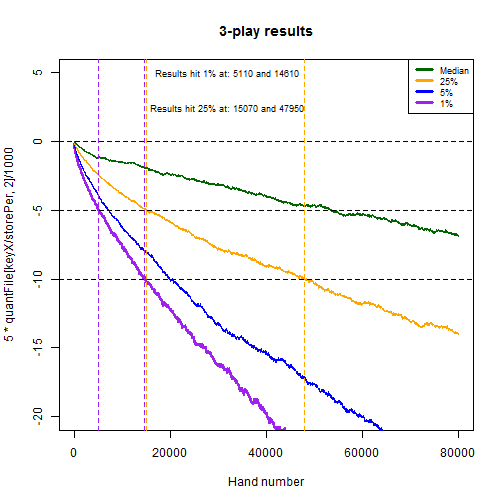 3-play results
Results hit 1% at: 5110 and 14610
Results hit 25% at: 15070 and 47950
Median
25%
5%
1%
5 * quantFile[keyX/storePer, 2]/1000
5
0
-5
-10
-15
-20
0
20000
40000
60000
80000
Hand number